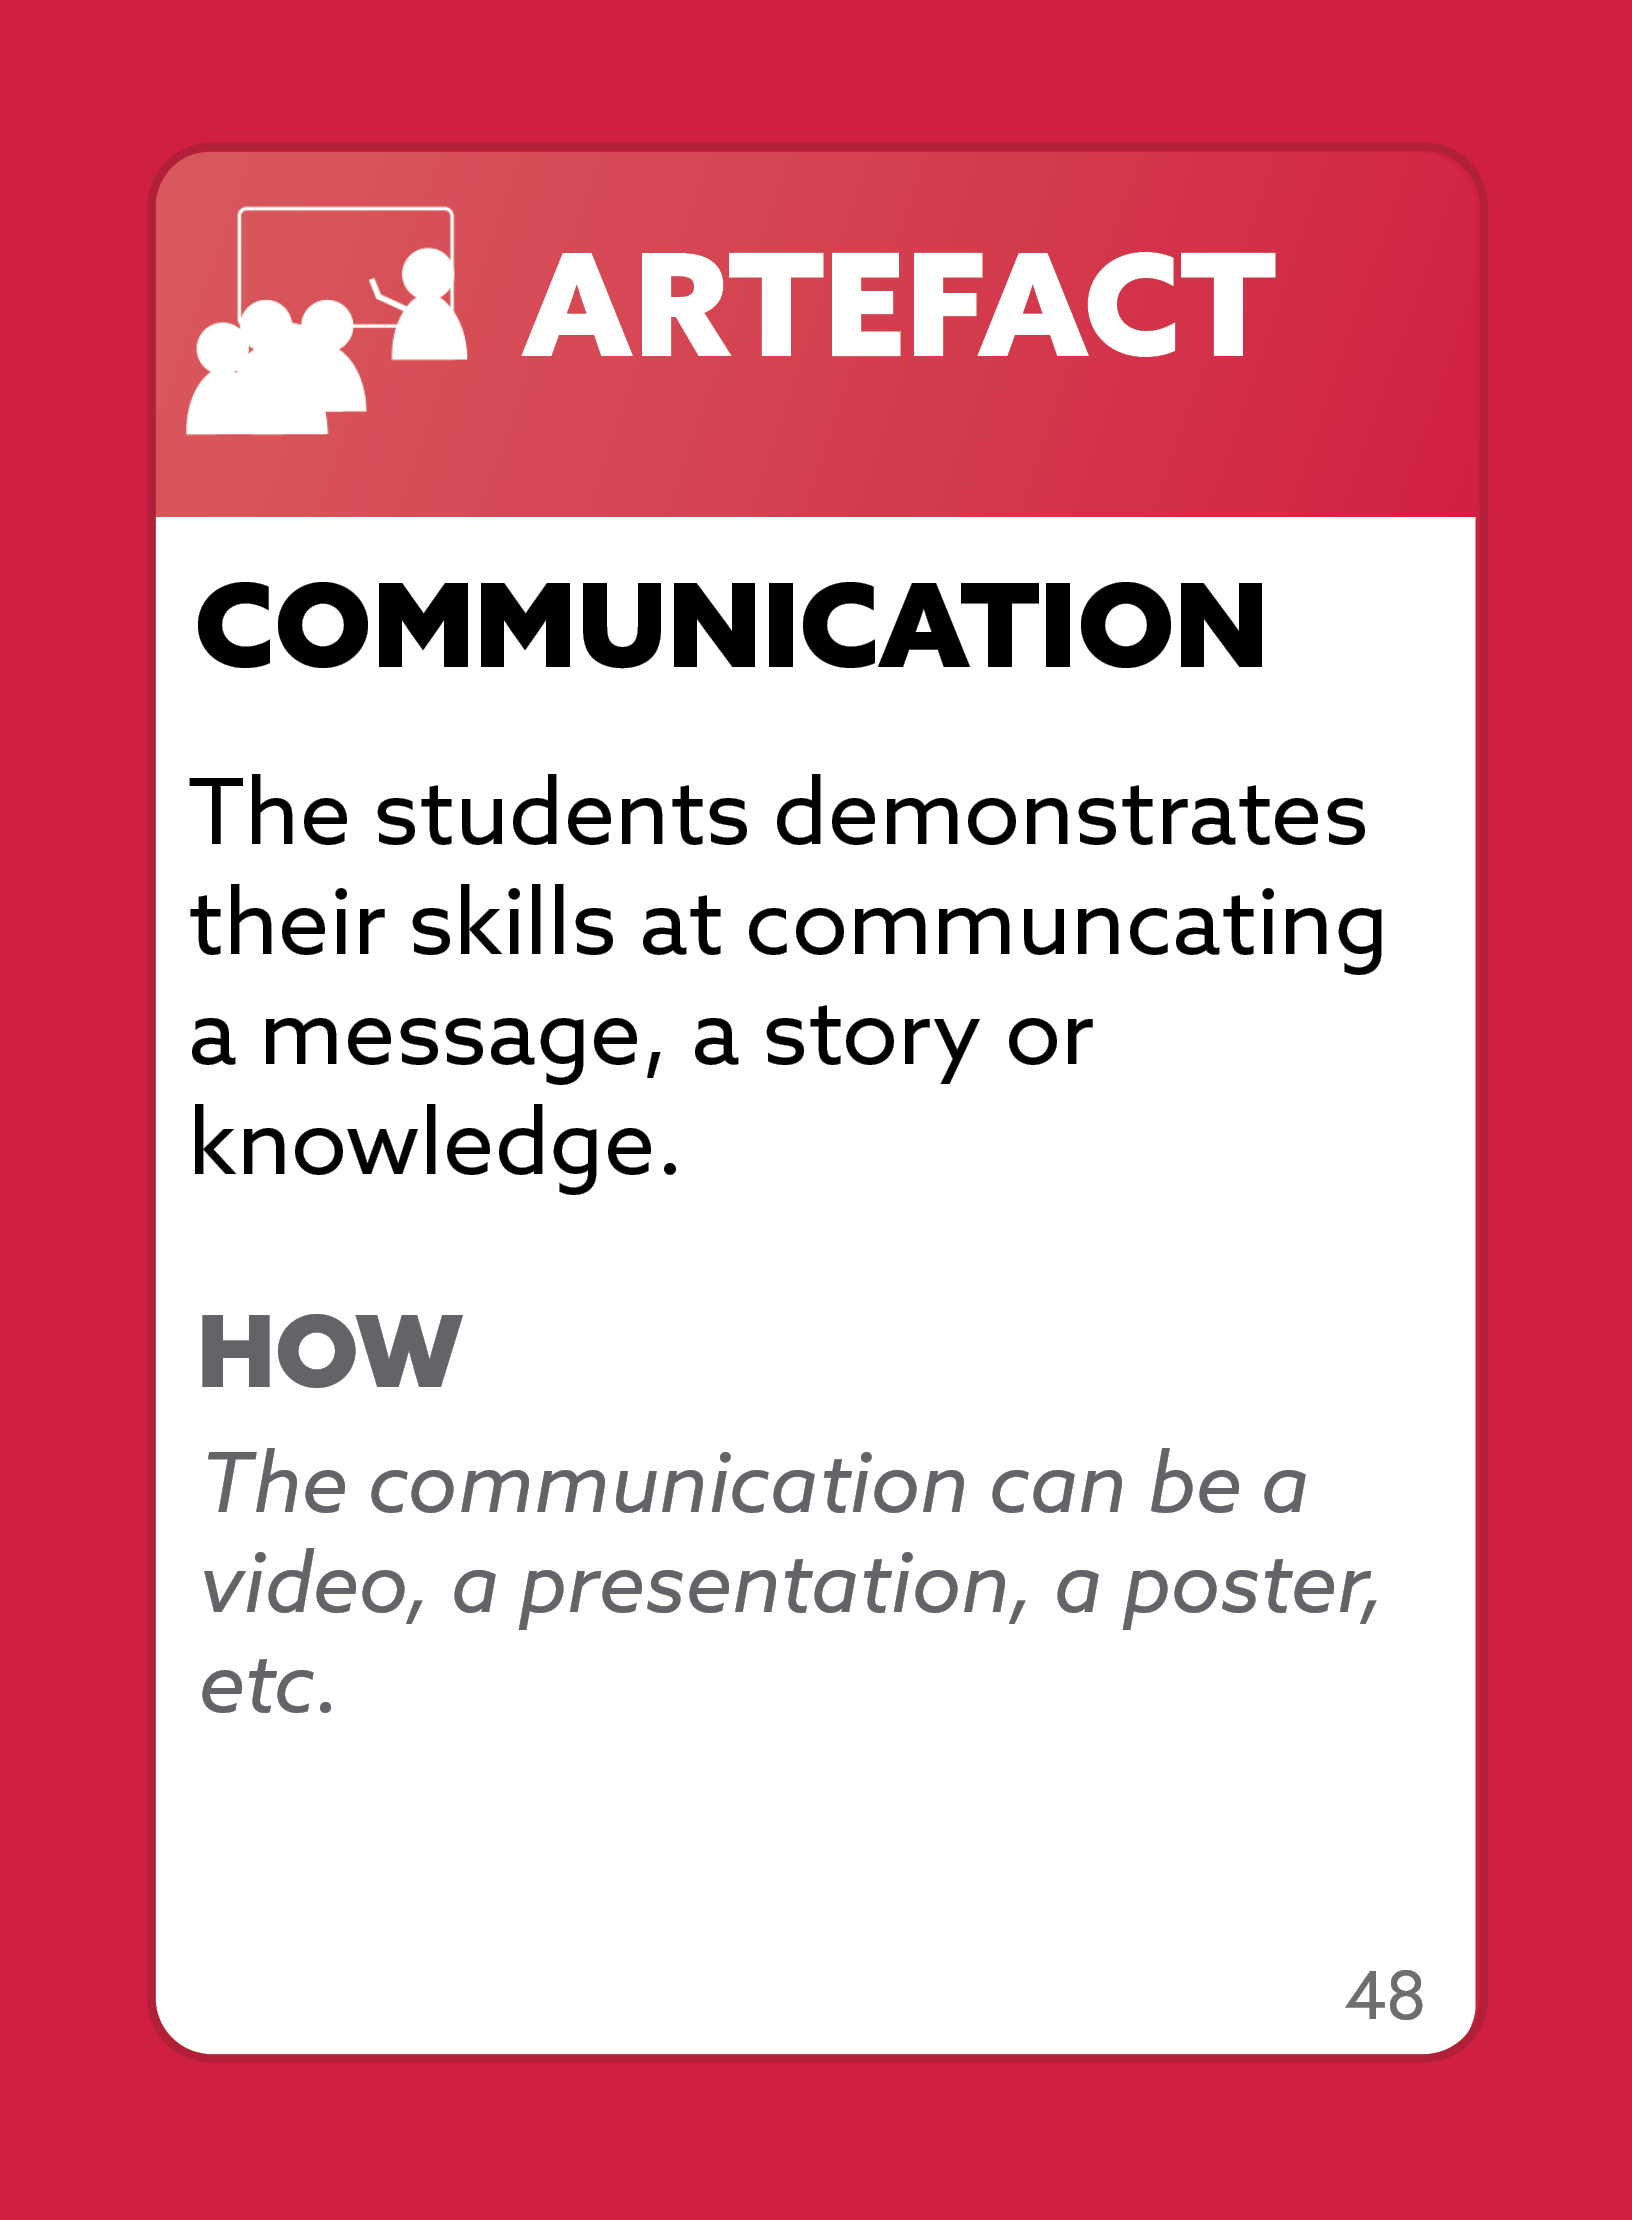 ARTEFACT
COMMUNICATION
The students demonstrates
their skills at communcating
a message, a story or
knowledge.
HOW
The communication can be a
video, a presentation, a poster,
etc.
48